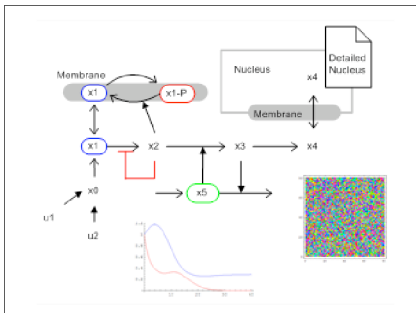 Detailed
Nucleus
Nucleus
x4
Membrane
x1
x1-P
Membrane
x1
x2
x3
x4
x0
x5
u1
u2